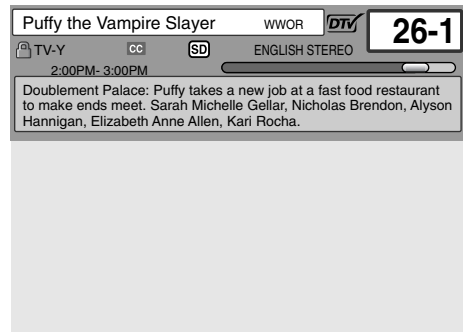 Puffy the Vampire Slayer WWOR DTV 26-1
TV-Y CC SD ENGLISH STEREO
2:00PM- 3:00PM
Doublement Palace: Puffy takes a new job at a fast food restaurant
to make ends meet. Sarah Michelle Gellar, Nicholas Brendon, Alyson
Hannigan, Elizabeth Anne Allen, Kari Rocha.